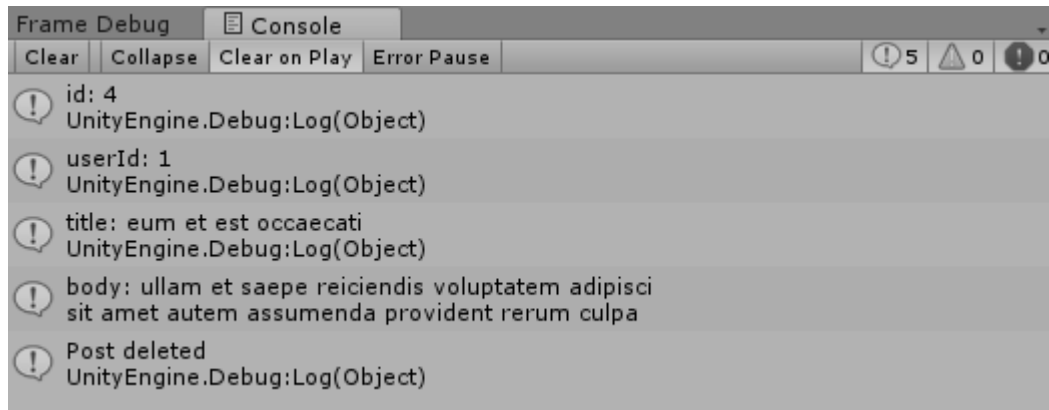 Frame Debug Console
Clear Collapse Clear on Play Error Pause 5 0 0
id: 4
UnityEngine.Debug:Log(Object)
userId: 1
UnityEngine.Debug:Log(Object)
title: eum et est occaecati
UnityEngine.Debug:Log(Object)
body: ullam et saepe reiciendis voluptatem adipisci
sit amet autem assumenda provident rerum culpa
Post deleted
UnityEngine.Debug:Log(Object)